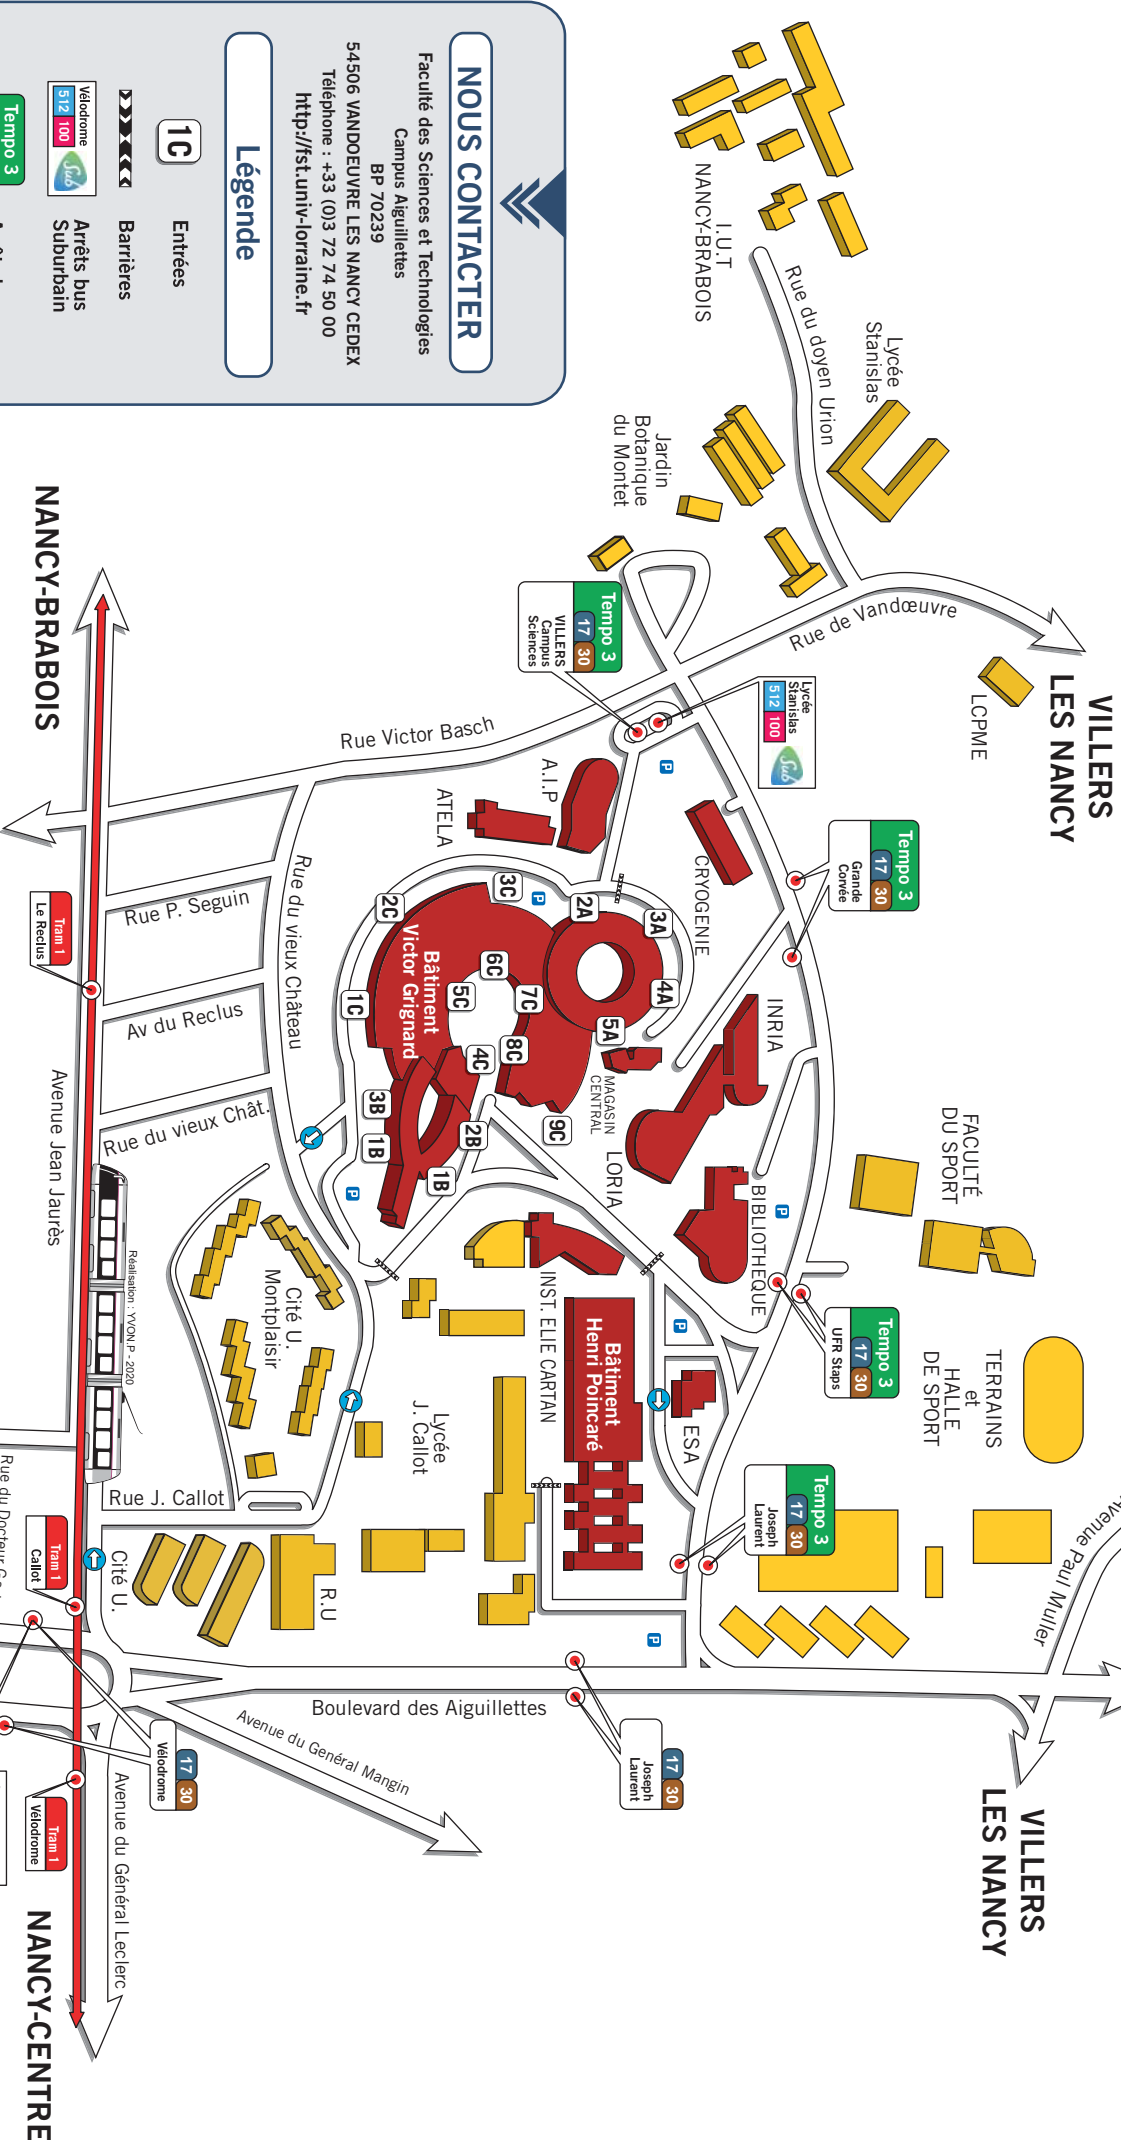 NOUS CONTACTER
Faculté des Sciences et Technologies
Campus Aiguillettes
BP 70239
54506 VANDOEUVRE LES NANCY CEDEX
Téléphone : +33 (0)3 72 74 50 00
http://fst.univ-lorraine.fr
Légende
1C
Entrées
Barrières
Vélodrome
512 100
Sub
Arrêts bus
Suburbain
Tempo 3
I.U.T
NANCY-BRABOIS
Rue du doyen Urion
Lycée
Stanislas
Jardin
Botanique
du Montet
VILLERS
LES NANCY
LCPME
Rue de Vandœuvre
Tempo 3
17 30
VILLERS
Campus
Sciences
Lycée
Stanislas
512 100
Sub
Tempo 3
17 30
Grande
Corvée
NANCY-BRABOIS
Rue Victor Basch
P
A.I.P
ATELA
CRYOGENIE
Rue du vieux Château
Rue P. Seguin
Av du Reclus
Rue du vieux Chât.
Tram 1
Le Reclus
Avenue Jean Jaurès
3C
P
2A
3A
2C
4A
6C
5C
7C
1C
5A
8C
4C
Bâtiment
Victor Grignard
3B
1B
2B
1B
9C
MAGASIN
CENTRAL
INRIA
LORIA
BIBLIOTHEQUE
P
P
FACULTÉ
DU SPORT
Tempo 3
17 30
UFR Staps
TERRAINS
et
HALLE
DE SPORT
INST. ELIE CARTAN
Bâtiment
Henri Poincaré
P
ESA
Tempo 3
17 30
Joseph
Laurent
Réalisation : YVON.P - 2020
Cité U.
Montplaisir
Lycée
J. Callot
Rue J. Callot
Tram 1
Callot
Cité U.
R.U
P
Avenue Paul Muller
Boulevard des Aiguillettes
Avenue du Genéral Mangin
17 30
Vélodrome
17 30
Joseph
Laurent
Tram 1
Vélodrome
Avenue du Général Leclerc
VILLERS
LES NANCY
NANCY-CENTRE